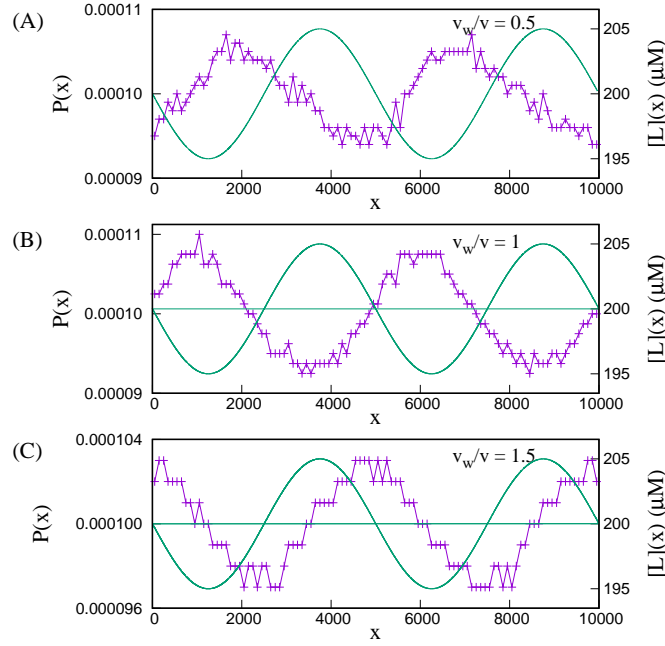 (A)
0.00011
0.00010
0.00009
P(x)
v_w/v = 0.5
205
200
195
[L](x) (μM)
0 2000 4000 6000 8000 10000
x
(B)
0.00011
0.00010
0.00009
P(x)
v_w/v = 1
205
200
195
[L](x) (μM)
0 2000 4000 6000 8000 10000
x
(C)
0.000104
0.000100
0.000096
P(x)
v_w/v = 1.5
205
200
195
[L](x) (μM)
0 2000 4000 6000 8000 10000
x